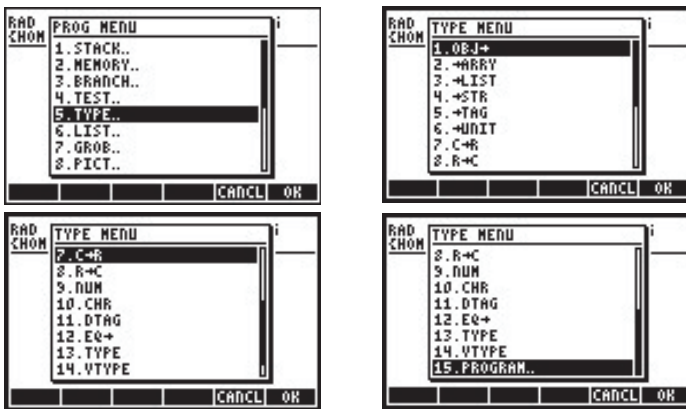 RAD
{HOM
PROG MENU
i
1.STACK..
2.MEMORY..
3.BRANCH..
4.TEST..
5.TYPE..
6.LIST..
7.GROB..
8.PICT..
CANCL OK
RAD
{HOM
TYPE MENU
i
1.OBJ→
2.→ARRY
3.→LIST
4.→STR
5.→TAG
6.→UNIT
7.C→R
8.R→C
CANCL OK
RAD
{HOM
TYPE MENU
i
7.C→R
8.R→C
9.NUM
10.CHR
11.DTAG
12.EQ→
13.TYPE
14.VTYPE
CANCL OK
RAD
{HOM
TYPE MENU
i
8.R→C
9.NUM
10.CHR
11.DTAG
12.EQ→
13.TYPE
14.VTYPE
15.PROGRAM..
CANCL OK